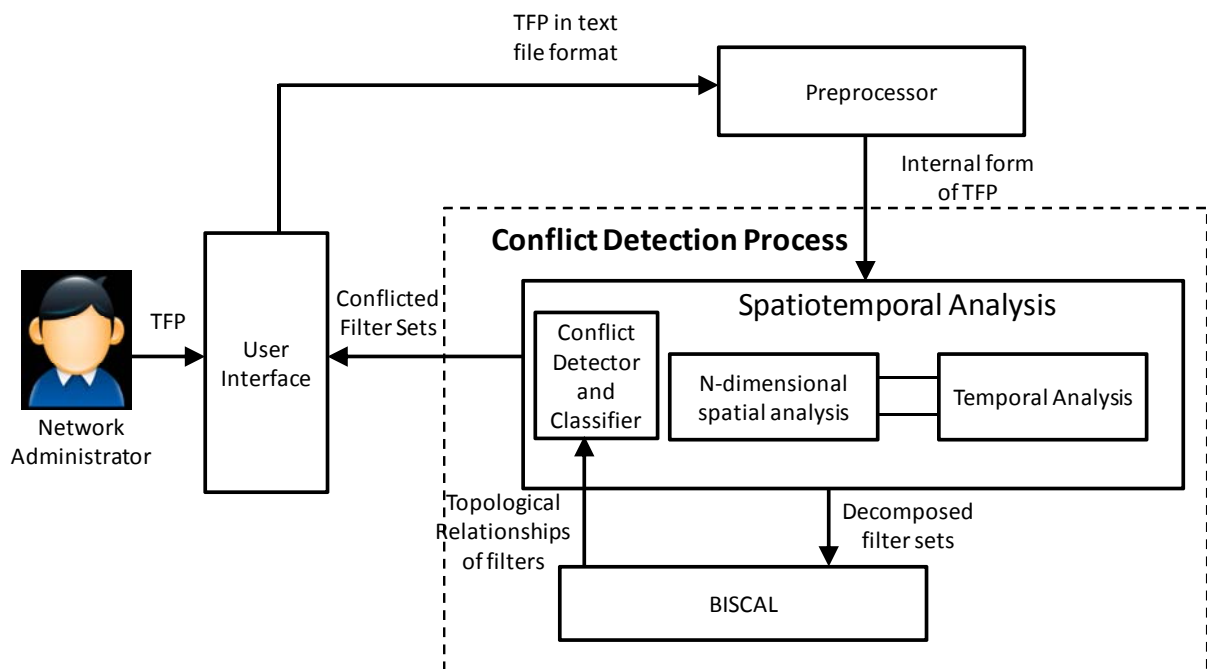 TFP in text
file format
Preprocessor
Internal form
of TFP
Conflict Detection Process
Spatiotemporal Analysis
Conflict
Detector
and
Classifier
N-dimensional
spatial analysis
Temporal Analysis
Conflicted
Filter Sets
TFP
User
Interface
Network
Administrator
Topological
Relationships
of filters
Decomposed
filter sets
BISCAL